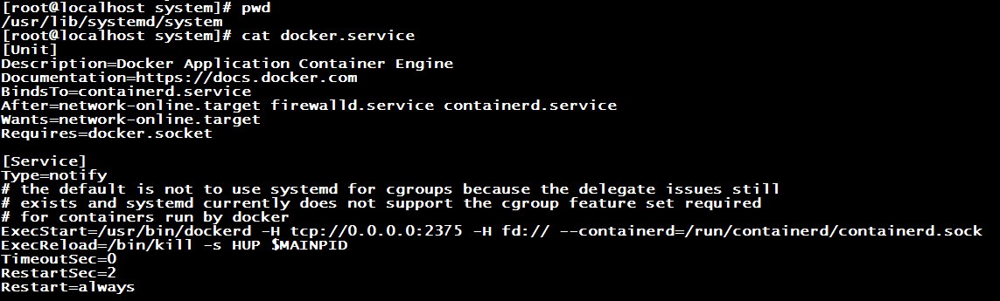 [root@localhost system]# pwd
/usr/lib/systemd/system
[root@localhost system]# cat docker.service
[Unit]
Description=Docker Application Container Engine
Documentation=https://docs.docker.com
BindsTo=containerd.service
After=network-online.target firewalld.service containerd.service
Wants=network-online.target
Requires=docker.socket

[Service]
Type=notify
# the default is not to use systemd for cgroups because the delegate issues still
# exists and systemd currently does not support the cgroup feature set required
# for containers run by docker
ExecStart=/usr/bin/dockerd -H tcp://0.0.0.0:2375 -H fd:// --containerd=/run/containerd/containerd.sock
ExecReload=/bin/kill -s HUP $MAINPID
TimeoutSec=0
RestartSec=2
Restart=always